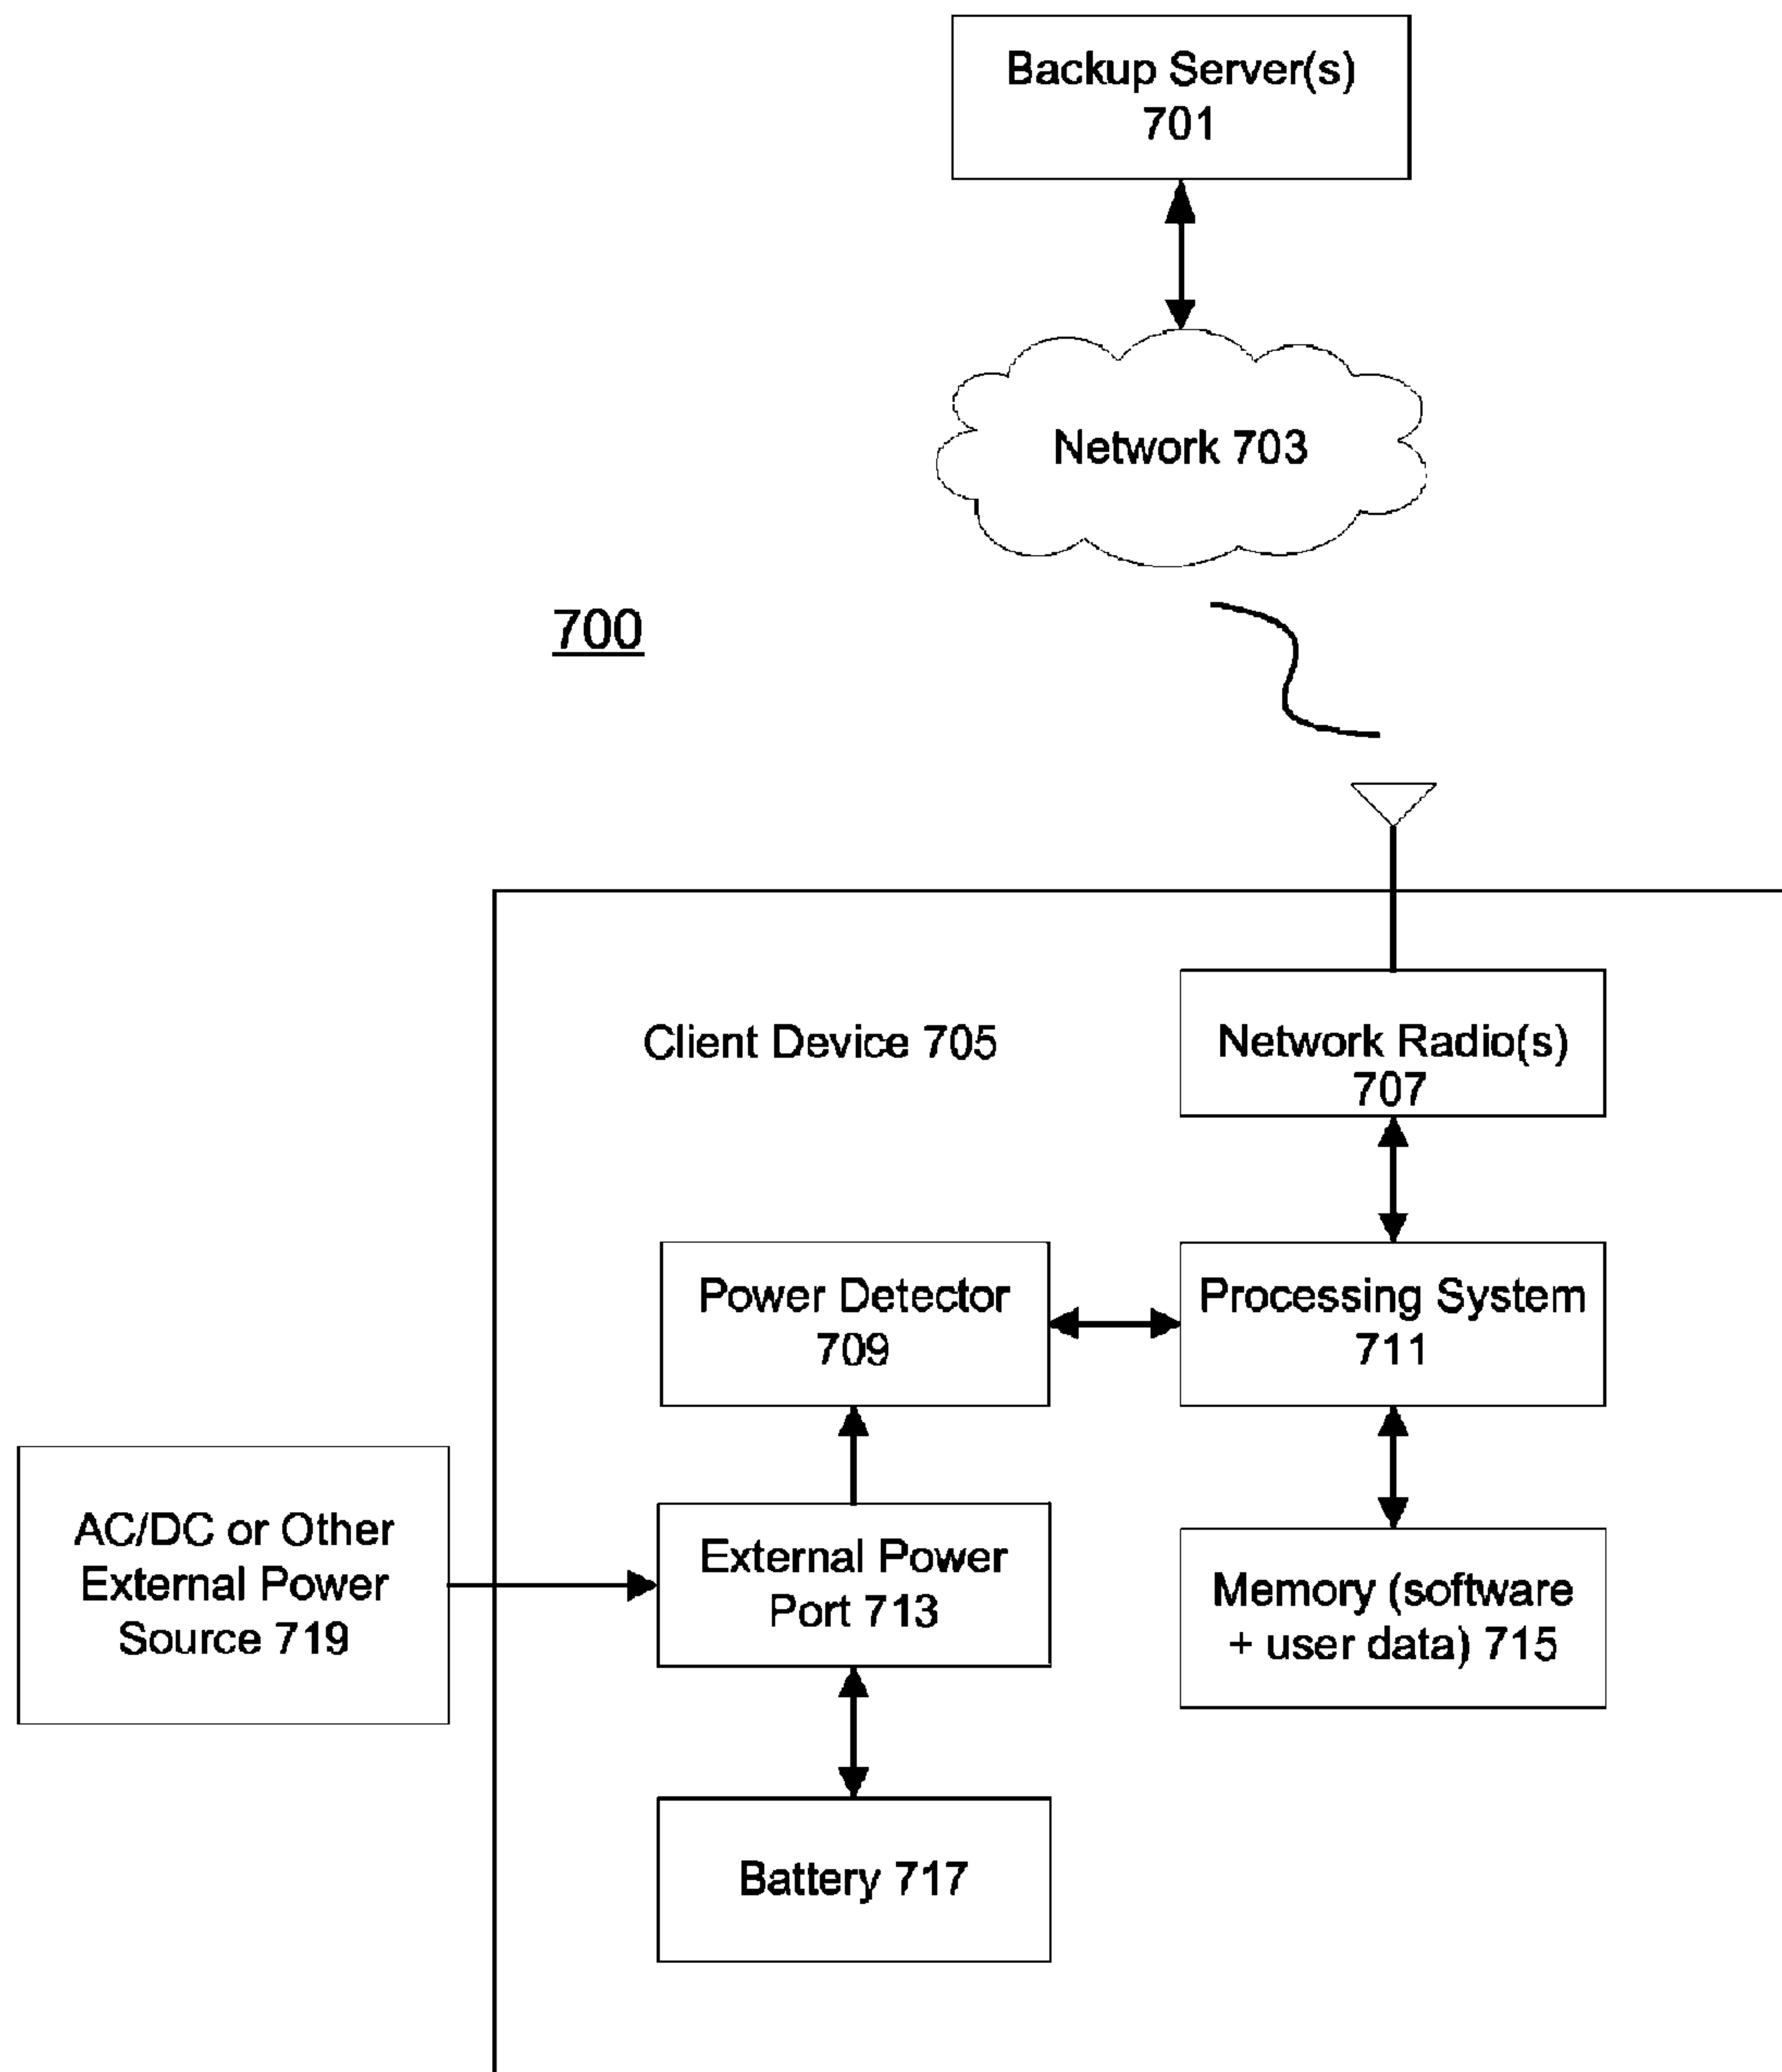 Backup Server(s)
701
Network 703
700
Client Device 705
Network Radio(s)
707
Power Detector
709
Processing System
711
AC/DC or Other
External Power
Source 719
External Power
Port 713
Memory (software
+ user data) 715
Battery 717